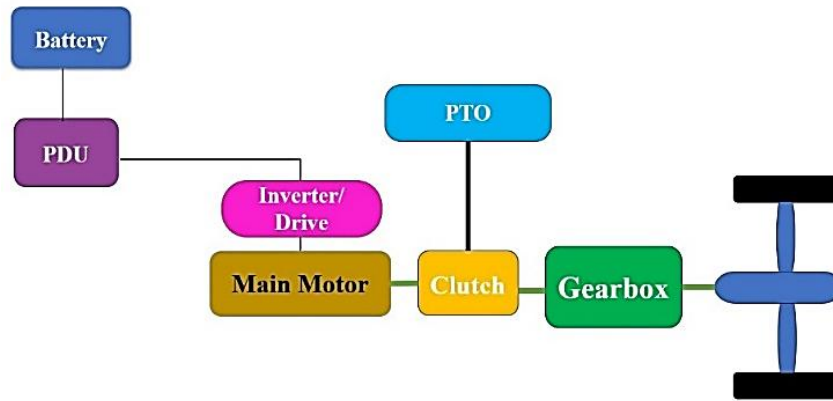 Battery
PTO
PDU
Inverter/
Drive
Main Motor
Clutch
Gearbox